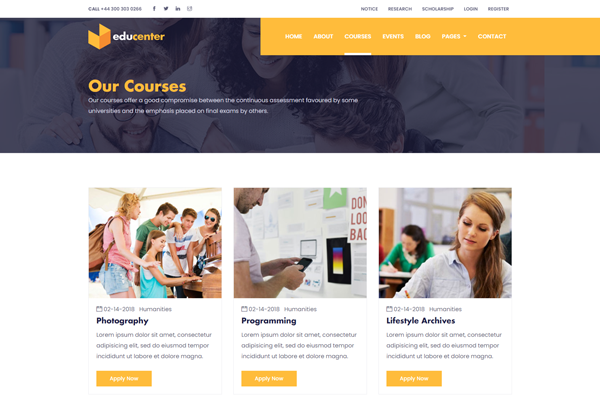 CALL +44 300 303 0266
NOTICE RESEARCH SCHOLARSHIP LOGIN REGISTER
educenter
HOME ABOUT COURSES EVENTS BLOG PAGES CONTACT
Our Courses
Our courses offer a good compromise between the continuous assessment favoured by some
universities and the emphasis placed on final exams by others.
DON
LOO
BAC
02-14-2018 Humanities
Photography
Lorem ipsum dolor sit amet, consectetur
adipisicing elit, sed do eiusmod tempor
incididunt ut labore et dolore magna.
Apply Now
02-14-2018 Humanities
Programming
Lorem ipsum dolor sit amet, consectetur
adipisicing elit, sed do eiusmod tempor
incididunt ut labore et dolore magna.
Apply Now
02-14-2018 Humanities
Lifestyle Archives
Lorem ipsum dolor sit amet, consectetur
adipisicing elit, sed do eiusmod tempor
incididunt ut labore et dolore magna.
Apply Now